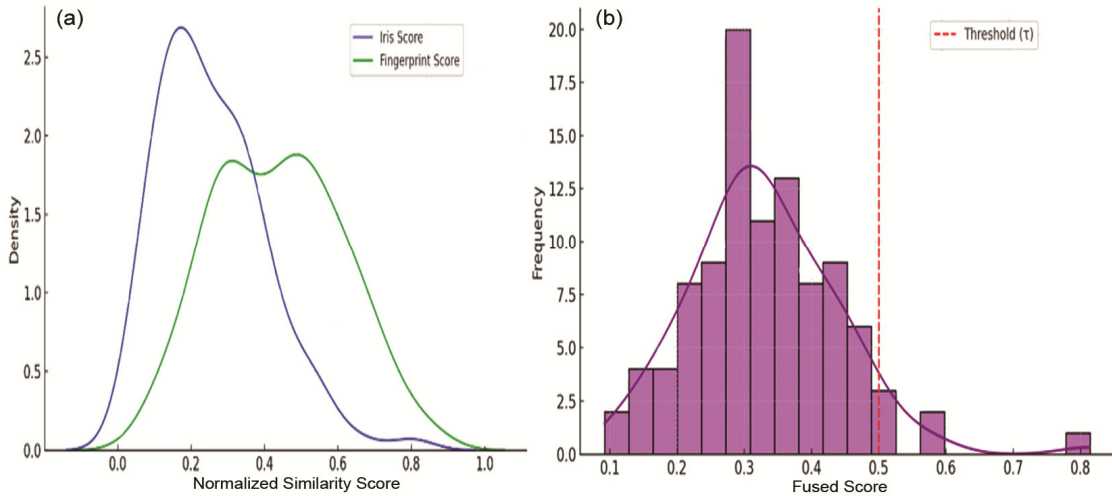 (a)
Iris Score
Fingerprint Score
Density
2.5
2.0
1.5
1.0
0.5
0.0
0.0 0.2 0.4 0.6 0.8 1.0
Normalized Similarity Score
(b)
Threshold (τ)
Frequency
20.0
17.5
15.0
12.5
10.0
7.5
5.0
2.5
0.0
0.1 0.2 0.3 0.4 0.5 0.6 0.7 0.8
Fused Score